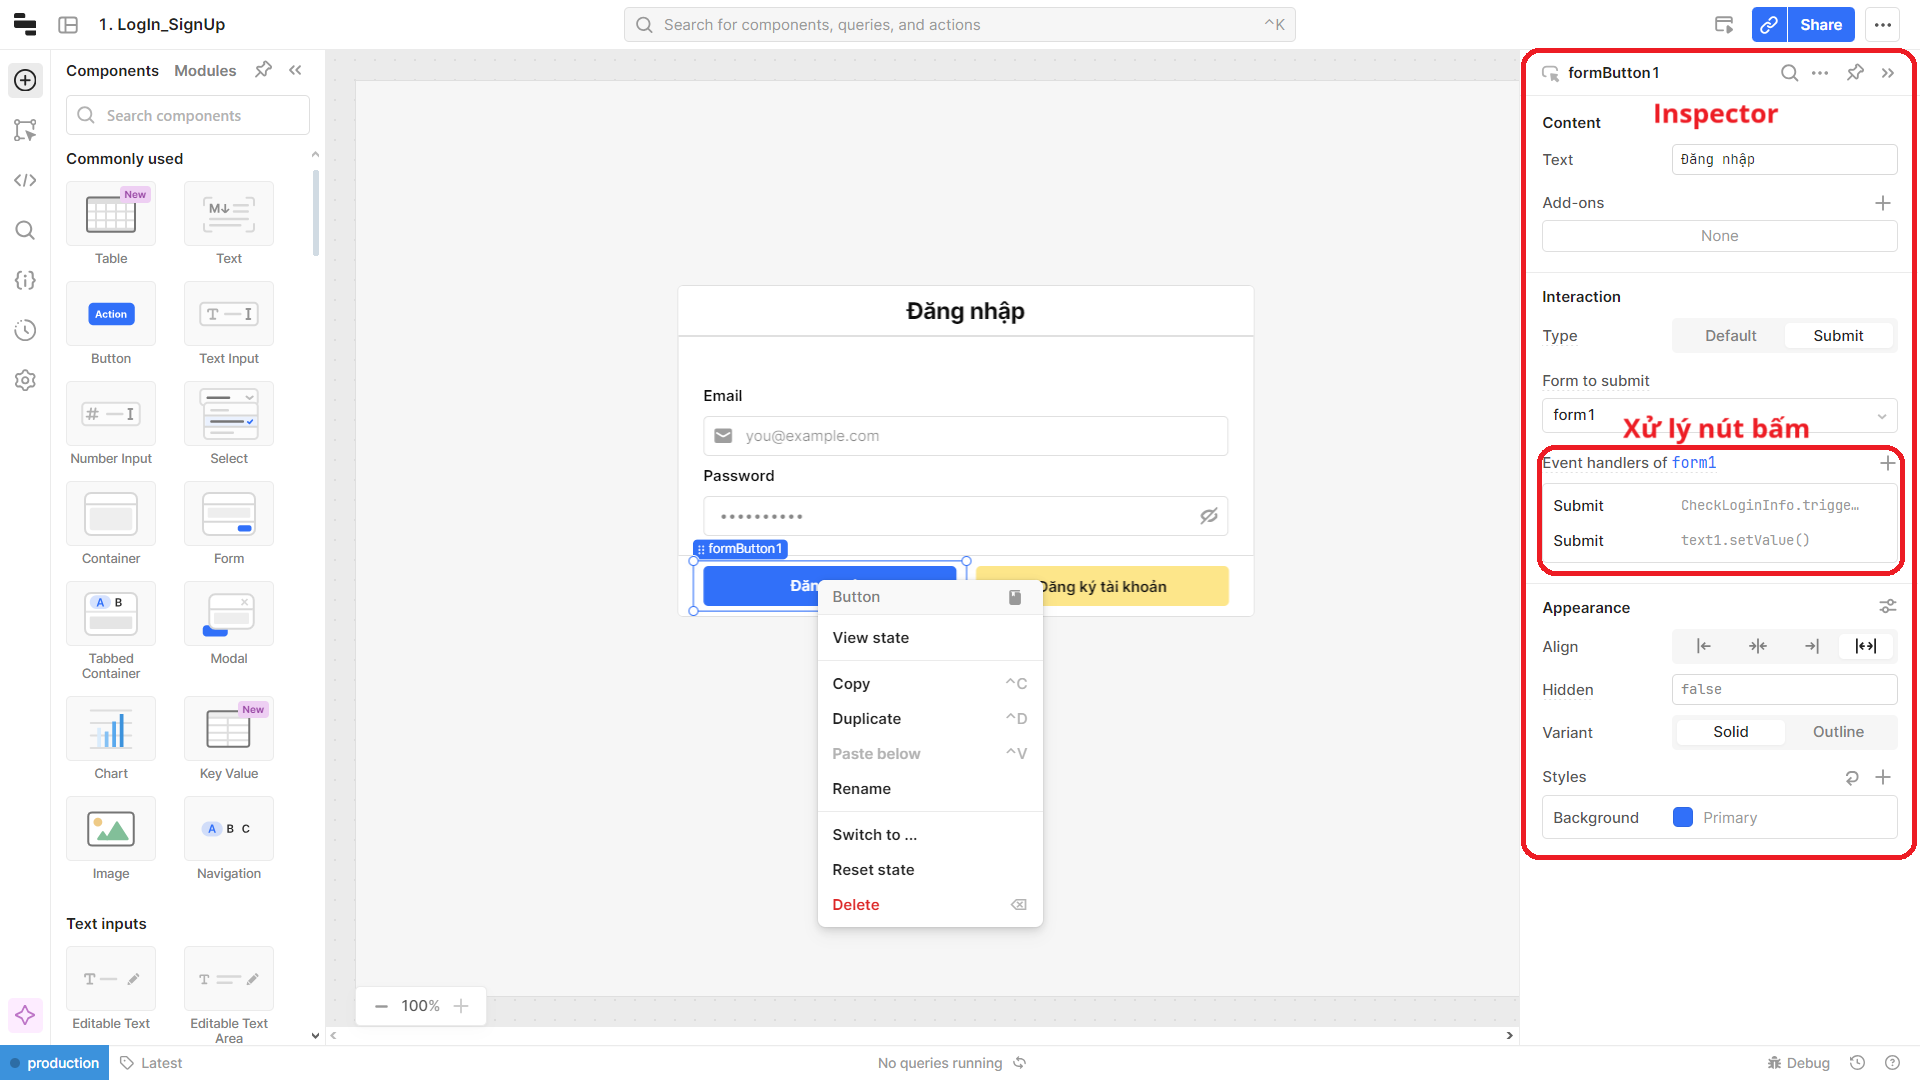 1. LogIn_SignUp
Search for components, queries, and actions
^K
Share
Components
Modules
Search components
Commonly used
New
M↓
Table
Text
Action
T
I
Button
Text Input
#
I
Number Input
Select
Container
Form
A B
Tabbed
Container
Modal
New
Chart
Key Value
A B C
Image
Navigation
Text inputs
T
T
Editable Text
Editable Text
Area
Đăng nhập
Email
you@example.com
Password
••••••••••
formButton1
Đăn
Đăng ký tài khoản
Button
View state
Copy ^C
Duplicate ^D
Paste below ^V
Rename
Switch to ...
Reset state
Delete
100%
formButton1
Inspector
Content
Text
Đăng nhập
Add-ons
None
Interaction
Type
Default
Submit
Form to submit
form1
Xử lý nút bấm
Event handlers of form1
Submit CheckLoginInfo.trigge…
Submit text1.setValue()
Appearance
Align
Hidden
false
Variant
Solid
Outline
Styles
Background
Primary
production
Latest
No queries running
Debug